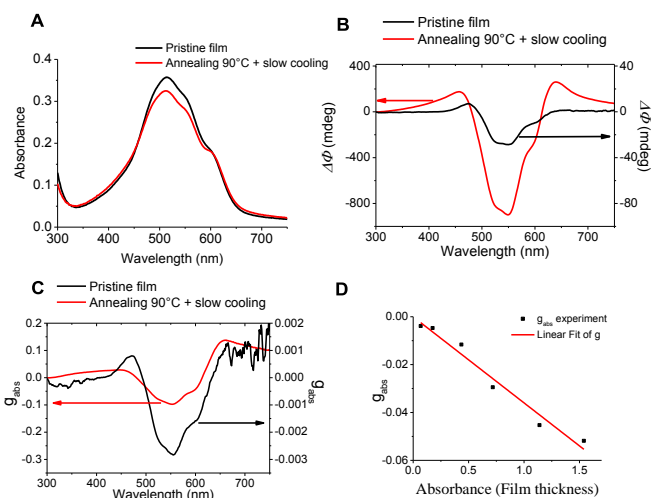 A
Pristine film
Annealing 90°C + slow cooling
Absorbance
0.4
0.3
0.2
0.1
0.0
300 400 500 600 700
Wavelength (nm)
B
Pristine film
Annealing 90°C + slow cooling
ΔΦ (mdeg)
400
0
-400
-800
40
0
-40
-80
ΔΦ (mdeg)
300 400 500 600 700
Wavelength (nm)
C
Pristine film
Annealing 90°C + slow cooling
gabs
0.2
0.1
0.0
-0.1
-0.2
-0.3
0.002
0.001
0.000
-0.001
-0.002
-0.003
gabs
300 400 500 600 700
Wavelength (nm)
D
gabs experiment
Linear Fit of g
gabs
0.00
-0.02
-0.04
-0.06
0.0 0.5 1.0 1.5
Absorbance (Film thickness)